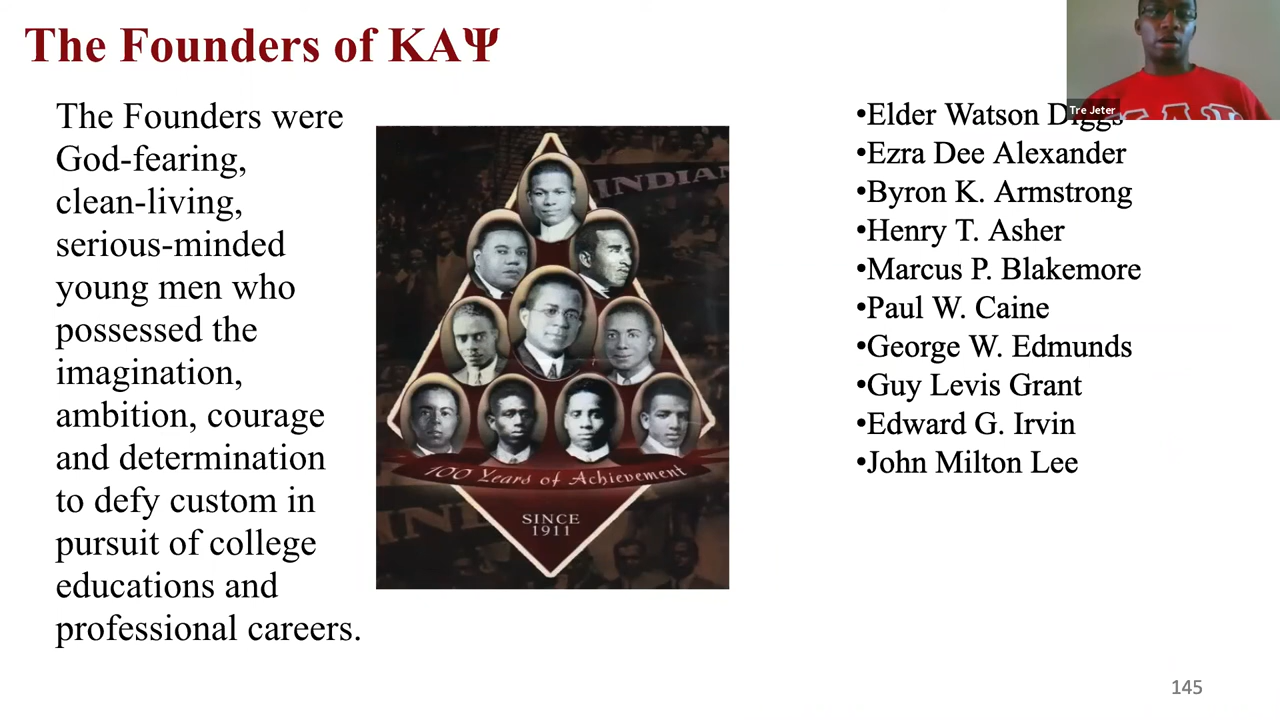 The Founders of ΚΑΨ
The Founders were
God-fearing,
clean-living,
serious-minded
young men who
possessed the
imagination,
ambition, courage
and determination
to defy custom in
pursuit of college
educations and
professional careers.
INDIAN
100 Years of Achievement
SINCE
1911
•Elder Watson Diggs
•Ezra Dee Alexander
•Byron K. Armstrong
•Henry T. Asher
•Marcus P. Blakemore
•Paul W. Caine
•George W. Edmunds
•Guy Levis Grant
•Edward G. Irvin
•John Milton Lee
Tre Jeter
145